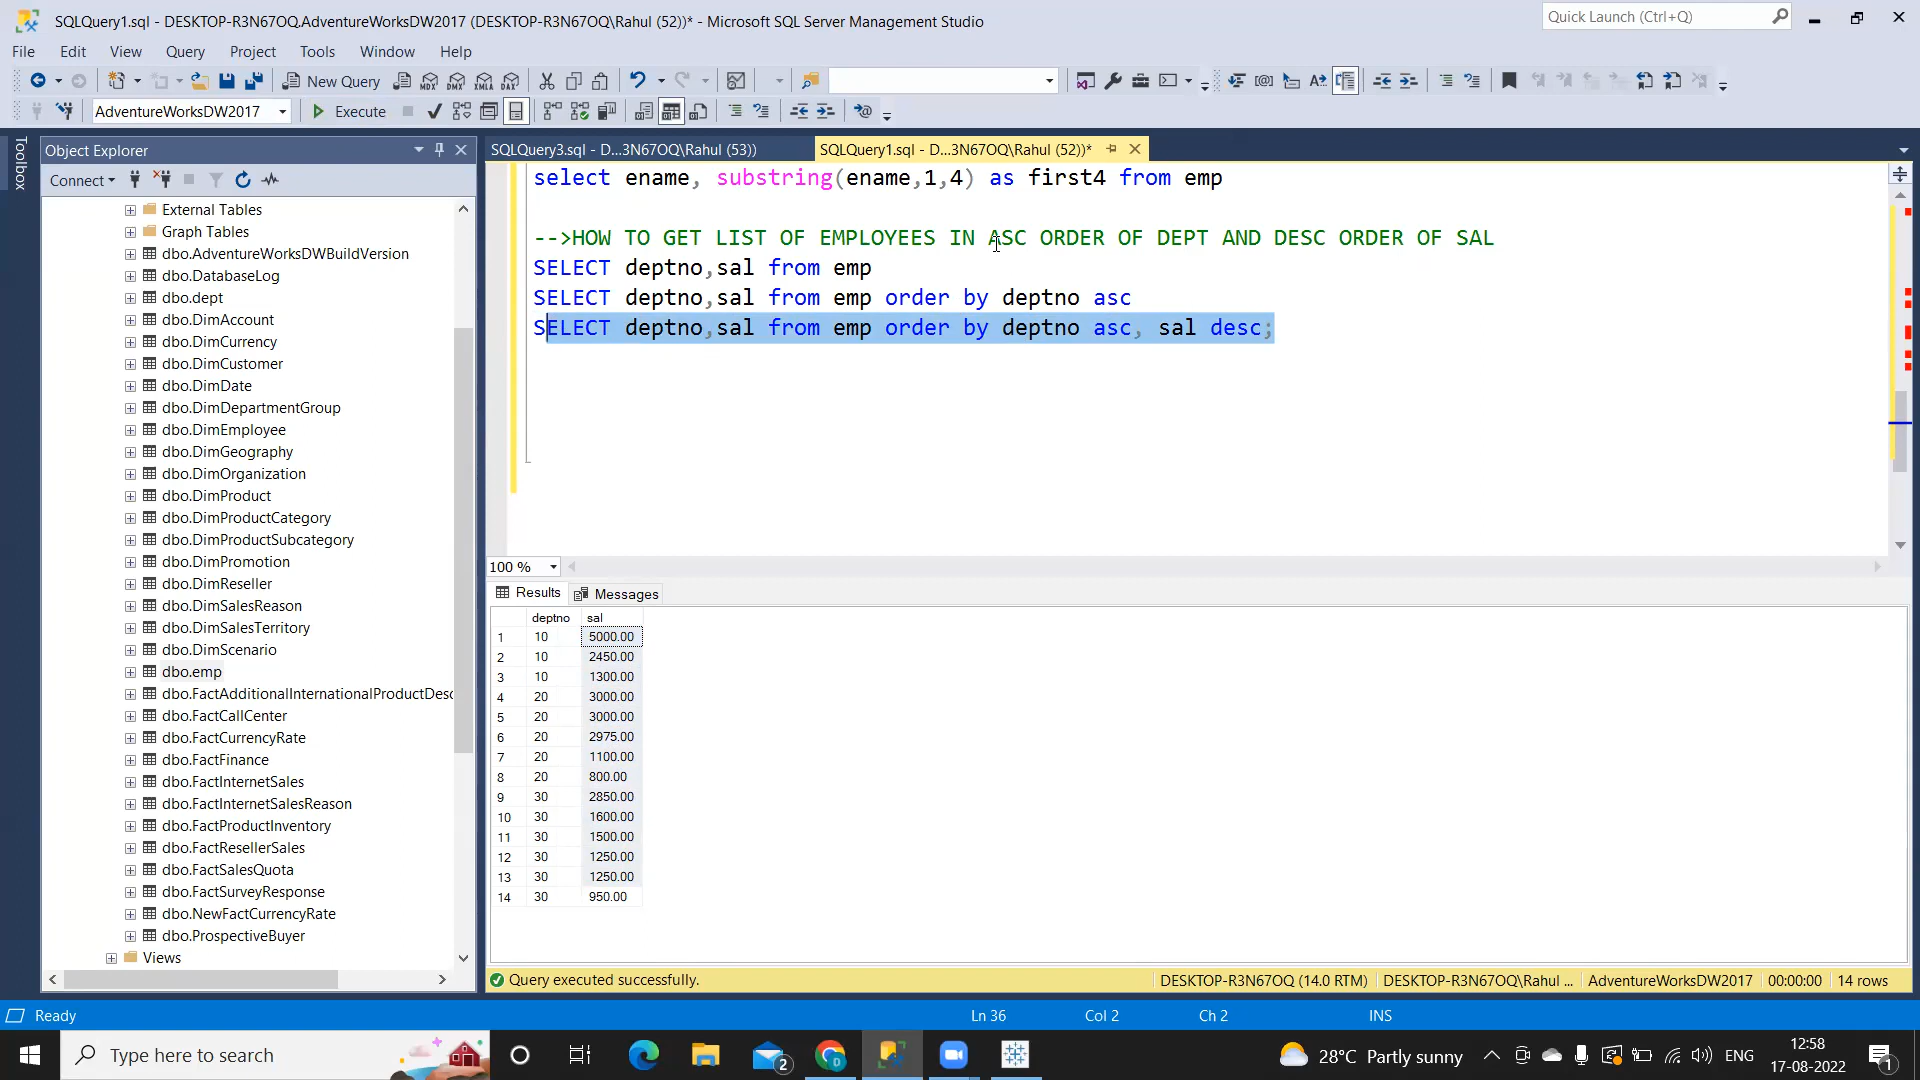 SQLQuery1.sql - DESKTOP-R3N67OQ.AdventureWorksDW2017 (DESKTOP-R3N67OQ\Rahul (52))* - Microsoft SQL Server Management Studio
Quick Launch (Ctrl+Q)
File Edit View Query Project Tools Window Help
New Query
MDX DMX XMLA DAX
AdventureWorksDW2017
Execute
Toolbox
Object Explorer
Connect
External Tables
Graph Tables
dbo.AdventureWorksDWBuildVersion
dbo.DatabaseLog
dbo.dept
dbo.DimAccount
dbo.DimCurrency
dbo.DimCustomer
dbo.DimDate
dbo.DimDepartmentGroup
dbo.DimEmployee
dbo.DimGeography
dbo.DimOrganization
dbo.DimProduct
dbo.DimProductCategory
dbo.DimProductSubcategory
dbo.DimPromotion
dbo.DimReseller
dbo.DimSalesReason
dbo.DimSalesTerritory
dbo.DimScenario
dbo.emp
dbo.FactAdditionalInternationalProductDesc
dbo.FactCallCenter
dbo.FactCurrencyRate
dbo.FactFinance
dbo.FactInternetSales
dbo.FactInternetSalesReason
dbo.FactProductInventory
dbo.FactResellerSales
dbo.FactSalesQuota
dbo.FactSurveyResponse
dbo.NewFactCurrencyRate
dbo.ProspectiveBuyer
Views
SQLQuery3.sql - D...3N67OQ\Rahul (53))
SQLQuery1.sql - D...3N67OQ\Rahul (52))*
select ename, substring(ename,1,4) as first4 from emp
-->HOW TO GET LIST OF EMPLOYEES IN ASC ORDER OF DEPT AND DESC ORDER OF SAL
SELECT deptno,sal from emp
SELECT deptno,sal from emp order by deptno asc
SELECT deptno,sal from emp order by deptno asc, sal desc;
100 %
Results Messages
deptno sal
1 10 5000.00
2 10 2450.00
3 10 1300.00
4 20 3000.00
5 20 3000.00
6 20 2975.00
7 20 1100.00
8 20 800.00
9 30 2850.00
10 30 1600.00
11 30 1500.00
12 30 1250.00
13 30 1250.00
14 30 950.00
Query executed successfully.
DESKTOP-R3N67OQ (14.0 RTM) DESKTOP-R3N67OQ\Rahul ... AdventureWorksDW2017 00:00:00 14 rows
Ready
Ln 36 Col 2 Ch 2 INS
Type here to search
2
28°C Partly sunny
ENG
12:58
17-08-2022
1